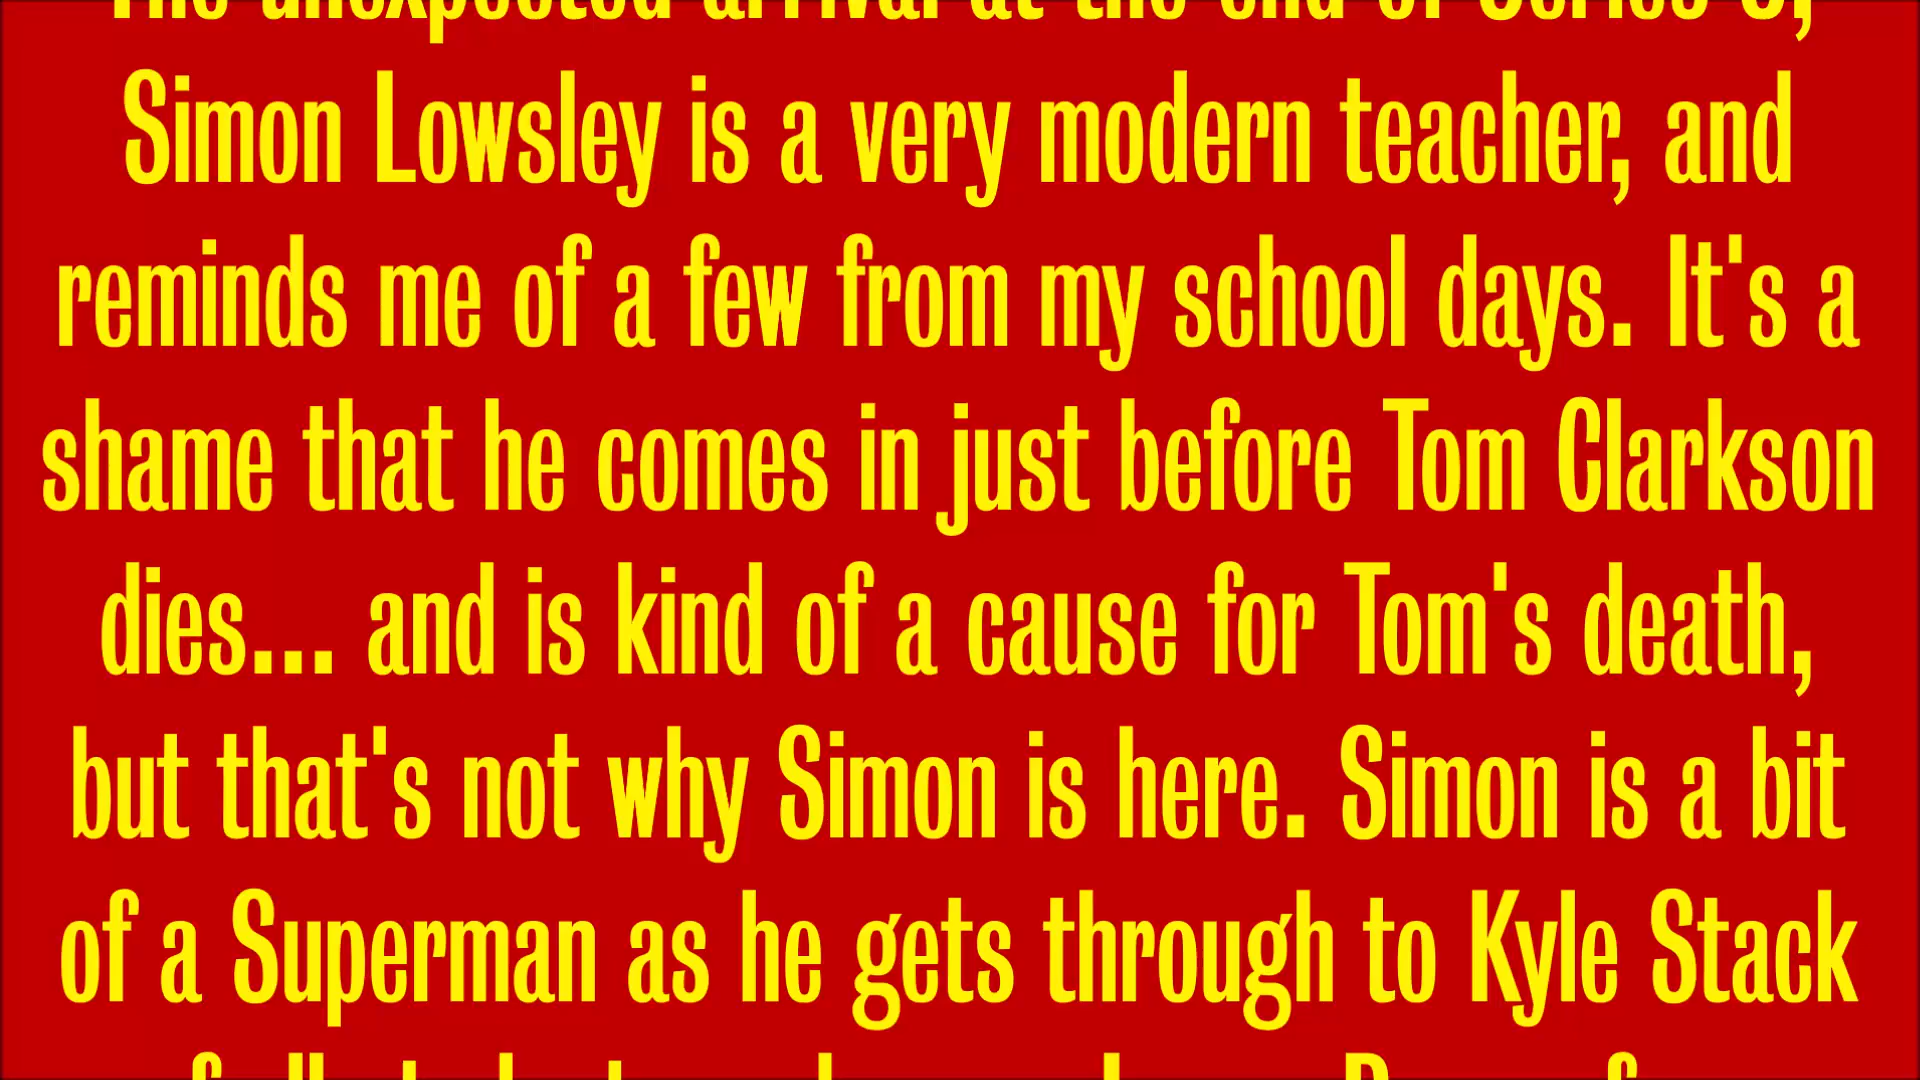 The unexpected arrival at the end of Series 8,
Simon Lowsley is a very modern teacher, and
reminds me of a few from my school days. It's a
shame that he comes in just before Tom Clarkson
dies... and is kind of a cause for Tom's death,
but that's not why Simon is here. Simon is a bit
of a Superman as he gets through to Kyle Stack
of all